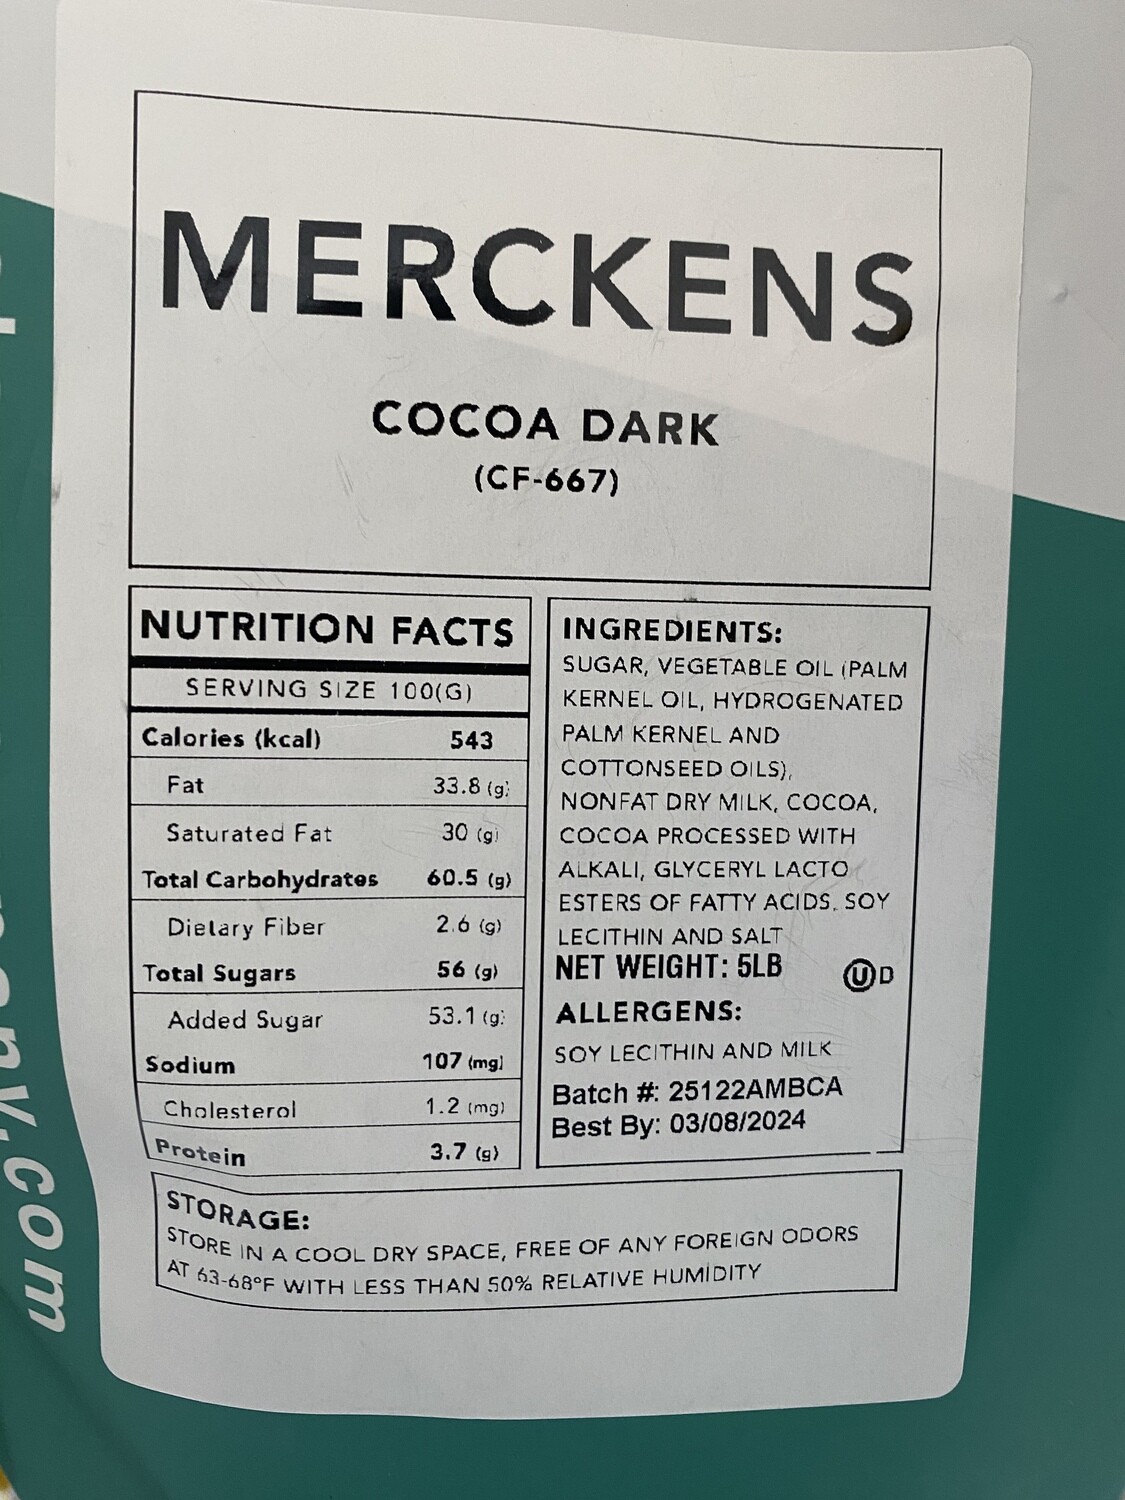 MERCKENS
COCOA DARK
(CF-667)
NUTRITION FACTS
SERVING SIZE 100(G)
Calories (kcal) 543
Fat 33.8 (g)
Saturated Fat 30 (g)
Total Carbohydrates 60.5 (g)
Dietary Fiber 2.6 (g)
Total Sugars 56 (g)
Added Sugar 53.1 (g)
Sodium 107 (mg)
Cholesterol 1.2 (mg)
Protein 3.7 (g)
INGREDIENTS:
SUGAR, VEGETABLE OIL (PALM
KERNEL OIL, HYDROGENATED
PALM KERNEL AND
COTTONSEED OILS),
NONFAT DRY MILK, COCOA,
COCOA PROCESSED WITH
ALKALI, GLYCERYL LACTO
ESTERS OF FATTY ACIDS. SOY
LECITHIN AND SALT
NET WEIGHT: 5LB
U D
ALLERGENS:
SOY LECITHIN AND MILK
Batch #: 25122AMBCA
Best By: 03/08/2024
STORAGE:
STORE IN A COOL DRY SPACE, FREE OF ANY FOREIGN ODORS
AT 63-68°F WITH LESS THAN 50% RELATIVE HUMIDITY
.com